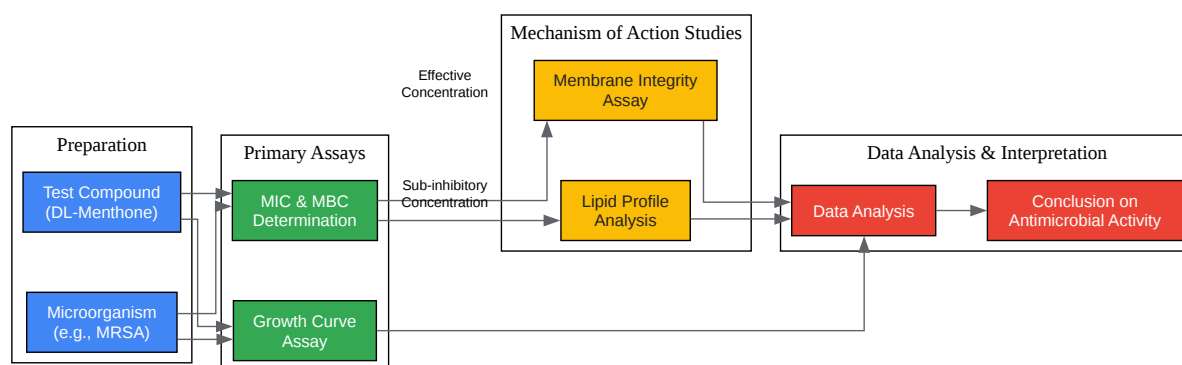 Preparation
Test Compound
(DL-Menthone)
Microorganism
(e.g., MRSA)
Primary Assays
MIC & MBC
Determination
Growth Curve
Assay
Effective
Concentration
Sub-inhibitory
Concentration
Mechanism of Action Studies
Membrane Integrity
Assay
Lipid Profile
Analysis
Data Analysis & Interpretation
Data Analysis
Conclusion on
Antimicrobial Activity